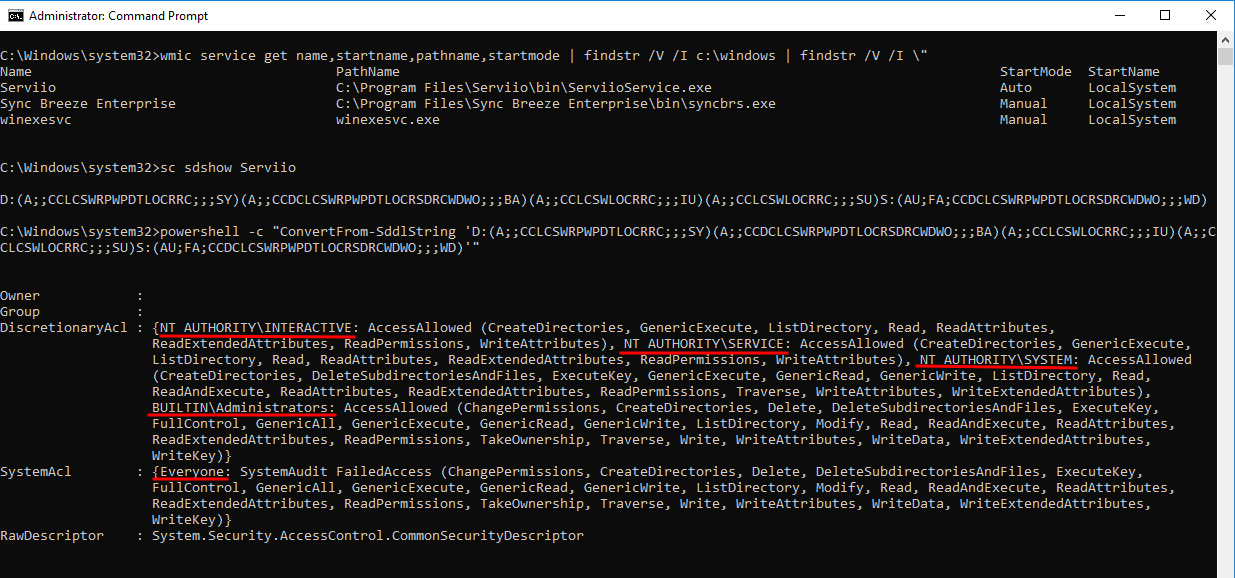 Administrator: Command Prompt
C:\Windows\system32>wmic service get name,startname,pathname,startmode | findstr /V /I c:\windows | findstr /V /I \"
Name PathName StartMode StartName
Serviio C:\Program Files\Serviio\bin\ServiioService.exe Auto LocalSystem
Sync Breeze Enterprise C:\Program Files\Sync Breeze Enterprise\bin\syncbrs.exe Manual LocalSystem
winexesvc winexesvc.exe Manual LocalSystem
C:\Windows\system32>sc sdshow Serviio
D:(A;;CCLCSWRPWPDTLOCRRC;;;SY)(A;;CCDCLCSWRPWPDTLOCRSDRCWDWO;;;BA)(A;;CCLCSWLOCRRC;;;IU)(A;;CCLCSWLOCRRC;;;SU)S:(AU;FA;CCDCLCSWRPWPDTLOCRSDRCWDWO;;;WD)
C:\Windows\system32>powershell -c "ConvertFrom-SddlString 'D:(A;;CCLCSWRPWPDTLOCRRC;;;SY)(A;;CCDCLCSWRPWPDTLOCRSDRCWDWO;;;BA)(A;;CCLCSWLOCRRC;;;IU)(A;;C
CLCSWLOCRRC;;;SU)S:(AU;FA;CCDCLCSWRPWPDTLOCRSDRCWDWO;;;WD)'"
Owner :
Group :
DiscretionaryAcl : {NT AUTHORITY\INTERACTIVE: AccessAllowed (CreateDirectories, GenericExecute, ListDirectory, Read, ReadAttributes,
ReadExtendedAttributes, ReadPermissions, WriteAttributes), NT AUTHORITY\SERVICE: AccessAllowed (CreateDirectories, GenericExecute,
ListDirectory, Read, ReadAttributes, ReadExtendedAttributes, ReadPermissions, WriteAttributes), NT AUTHORITY\SYSTEM: AccessAllowed
(CreateDirectories, DeleteSubdirectoriesAndFiles, ExecuteKey, GenericExecute, GenericRead, GenericWrite, ListDirectory, Read,
ReadAndExecute, ReadAttributes, ReadExtendedAttributes, ReadPermissions, Traverse, WriteAttributes, WriteExtendedAttributes),
BUILTIN\Administrators: AccessAllowed (ChangePermissions, CreateDirectories, Delete, DeleteSubdirectoriesAndFiles, ExecuteKey,
FullControl, GenericAll, GenericExecute, GenericRead, GenericWrite, ListDirectory, Modify, Read, ReadAndExecute, ReadAttributes,
ReadExtendedAttributes, ReadPermissions, TakeOwnership, Traverse, Write, WriteAttributes, WriteData, WriteExtendedAttributes,
WriteKey)}
SystemAcl : {Everyone: SystemAudit FailedAccess (ChangePermissions, CreateDirectories, Delete, DeleteSubdirectoriesAndFiles, ExecuteKey,
FullControl, GenericAll, GenericExecute, GenericRead, GenericWrite, ListDirectory, Modify, Read, ReadAndExecute, ReadAttributes,
ReadExtendedAttributes, ReadPermissions, TakeOwnership, Traverse, Write, WriteAttributes, WriteData, WriteExtendedAttributes,
WriteKey)}
RawDescriptor : System.Security.AccessControl.CommonSecurityDescriptor